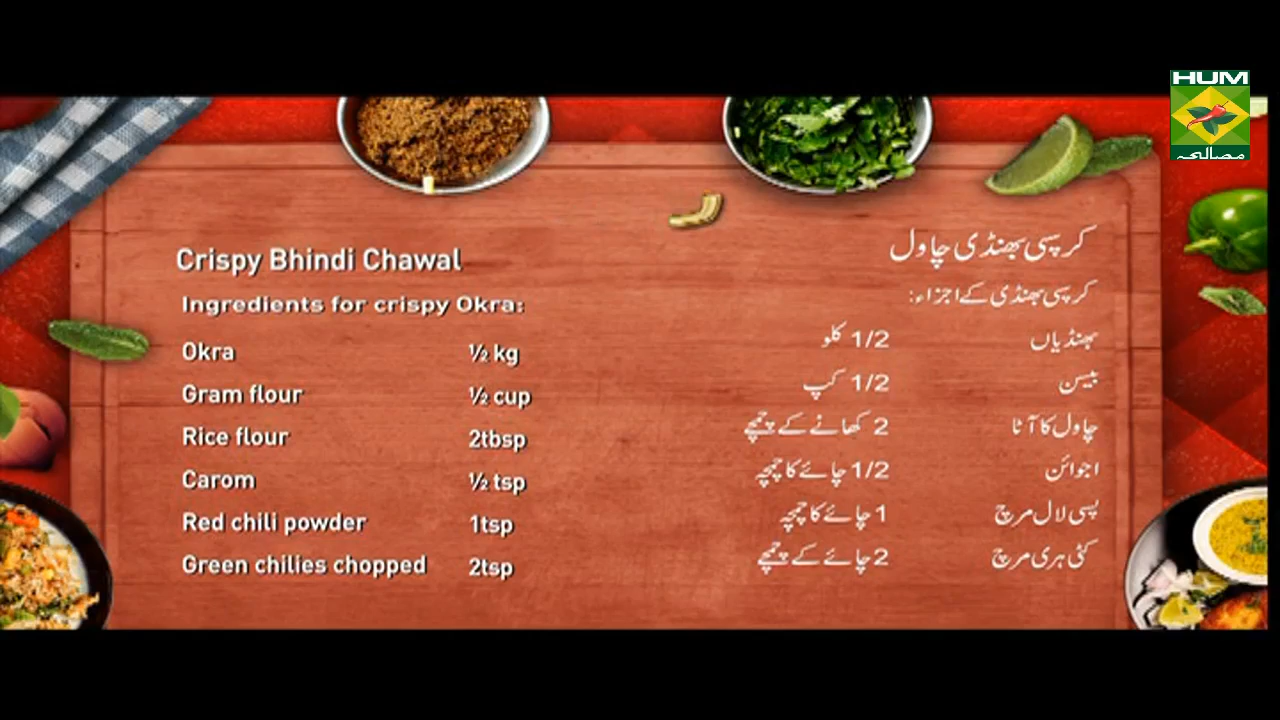 HUM
مصالحہ
Crispy Bhindi Chawal
کرسپی بھنڈی چاول
Ingredients for crispy Okra:
کرسپی بھنڈی کے اجزاء:
Okra ½ kg
بھنڈیاں 1/2 کلو
Gram flour ½ cup
بیسن 1/2 کپ
Rice flour 2tbsp
چاول کا آٹا 2 کھانے کے چمچے
Carom ½ tsp
اجوائن 1/2 چائے کا چمچہ
Red chili powder 1tsp
پسی لال مرچ 1 چائے کا چمچہ
Green chilies chopped 2tsp
کٹی ہری مرچ 2 چائے کے چمچے